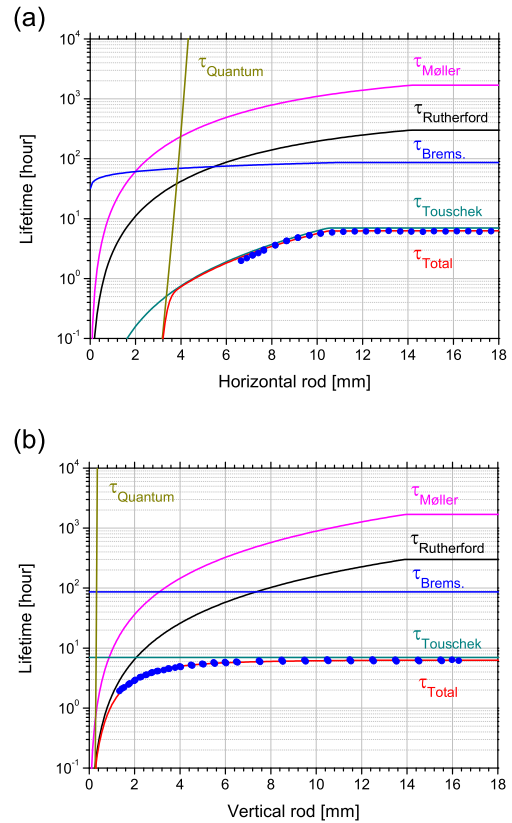 (a)
10^4
10^3
10^2
10^1
10^0
10^-1
Lifetime [hour]
τQuantum
τMøller
τRutherford
τBrems.
τTouschek
τTotal
0 2 4 6 8 10 12 14 16 18
Horizontal rod [mm]
(b)
10^4
10^3
10^2
10^1
10^0
10^-1
Lifetime [hour]
τQuantum
τMøller
τRutherford
τBrems.
τTouschek
τTotal
0 2 4 6 8 10 12 14 16 18
Vertical rod [mm]